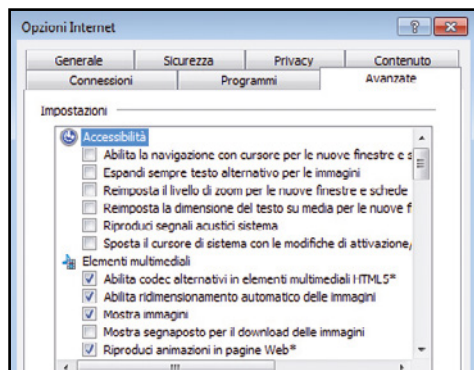 Opzioni Internet
Generale Sicurezza Privacy Contenuto
Connessioni Programmi Avanzate
Impostazioni
Accessibilità
Abilita la navigazione con cursore per le nuove finestre e s
Espandi sempre testo alternativo per le immagini
Reimposta il livello di zoom per le nuove finestre e schede
Reimposta la dimensione del testo su media per le nuove f
Riproduci segnali acustici sistema
Sposta il cursore di sistema con le modifiche di attivazione/
Elementi multimediali
Abilita codec alternativi in elementi multimediali HTML5*
Abilita ridimensionamento automatico delle immagini
Mostra immagini
Mostra segnaposto per il download delle immagini
Riproduci animazioni in pagine Web*